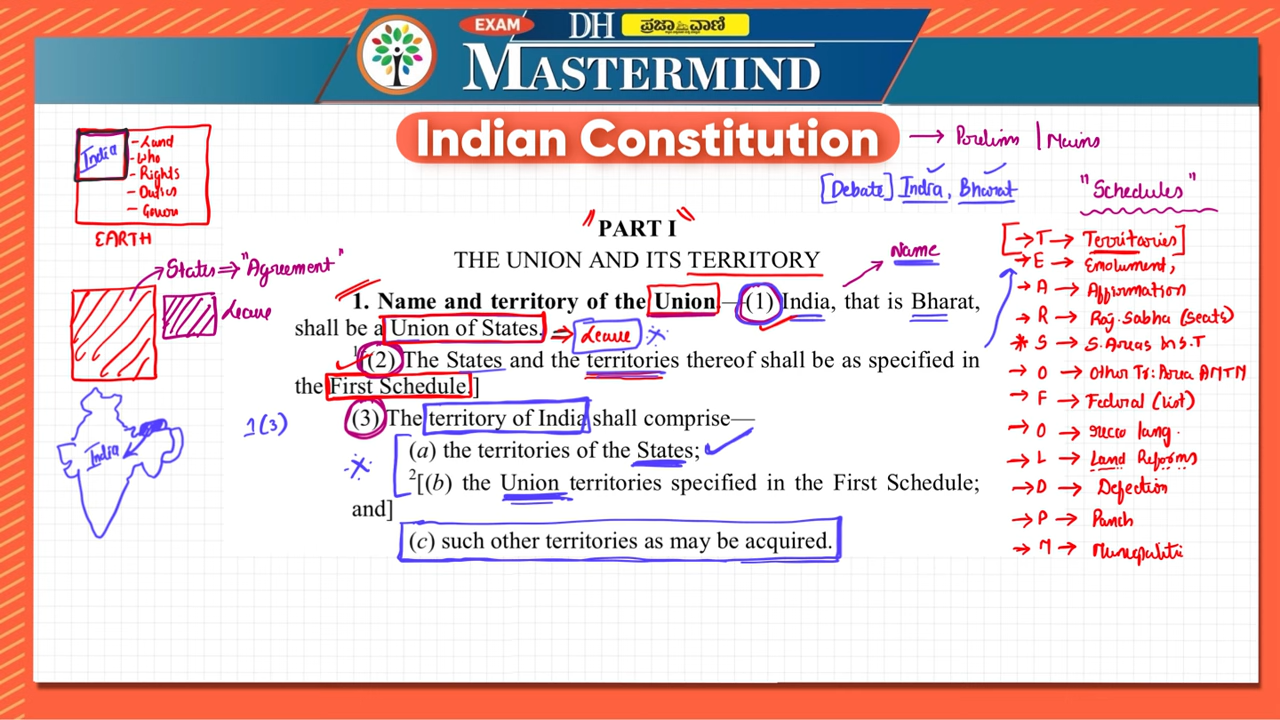 EXAM
DH ಪ್ರಜಾವಾಣಿ
MASTERMIND
Indian Constitution
→ Prelims | Mains
[Debate] India, Bharat
"Schedules"
India
- Land
- Who
- Rights
- Duties
- Govern
EARTH
States ⇒ "Agreement"
Leave
"PART I"
THE UNION AND ITS TERRITORY
Name
1. Name and territory of the Union.—(1) India, that is Bharat,
shall be a Union of States. ⇒ Leave
¹[(2) The States and the territories thereof shall be as specified in
the First Schedule.]
1(3)
(3) The territory of India shall comprise—
(a) the territories of the States;
²[(b) the Union territories specified in the First Schedule;
and]
(c) such other territories as may be acquired.
India
[→ T → Territories]
→ E → Emolument,
→ A → Affirmation
→ R → Raj. Sabha (Seats)
→ S → S. Areas in S.T
→ O → Other Tr: Area AMTM
→ F → Federal (List)
→ O → reco lang.
→ L → Land Reforms
→ D → Defection
→ P → Panch
→ M →